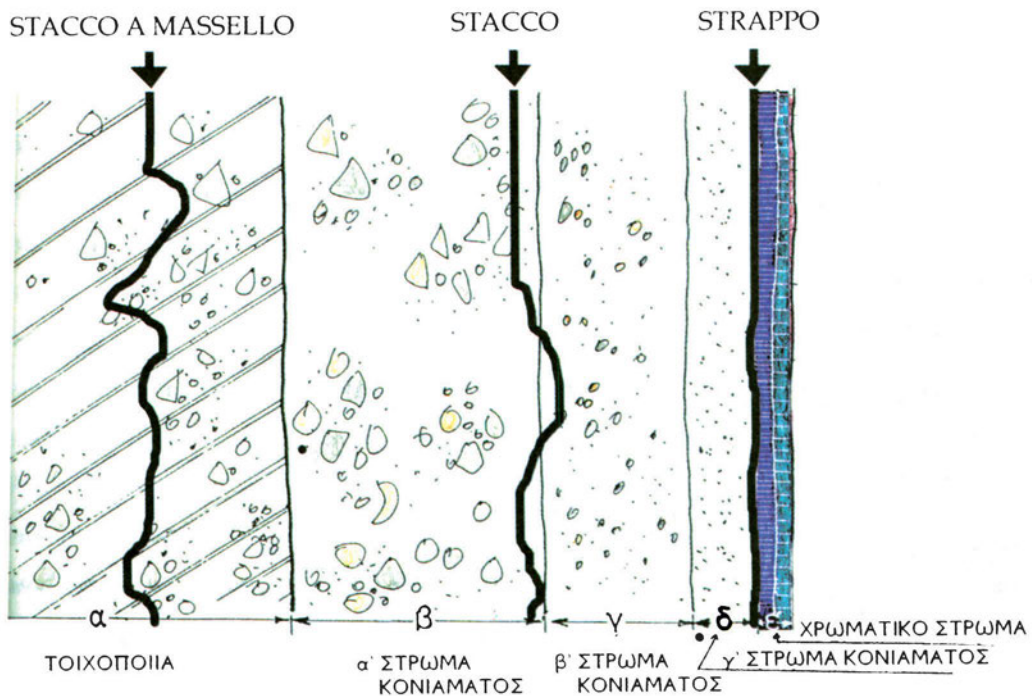 STACCO A MASSELLO
STACCO
STRAPPO
α
β
γ
δ
ε
ΧΡΩΜΑΤΙΚΟ ΣΤΡΩΜΑ
γ' ΣΤΡΩΜΑ ΚΟΝΙΑΜΑΤΟΣ
ΤΟΙΧΟΠΟΙΙΑ
α' ΣΤΡΩΜΑ
ΚΟΝΙΑΜΑΤΟΣ
β' ΣΤΡΩΜΑ
ΚΟΝΙΑΜΑΤΟΣ